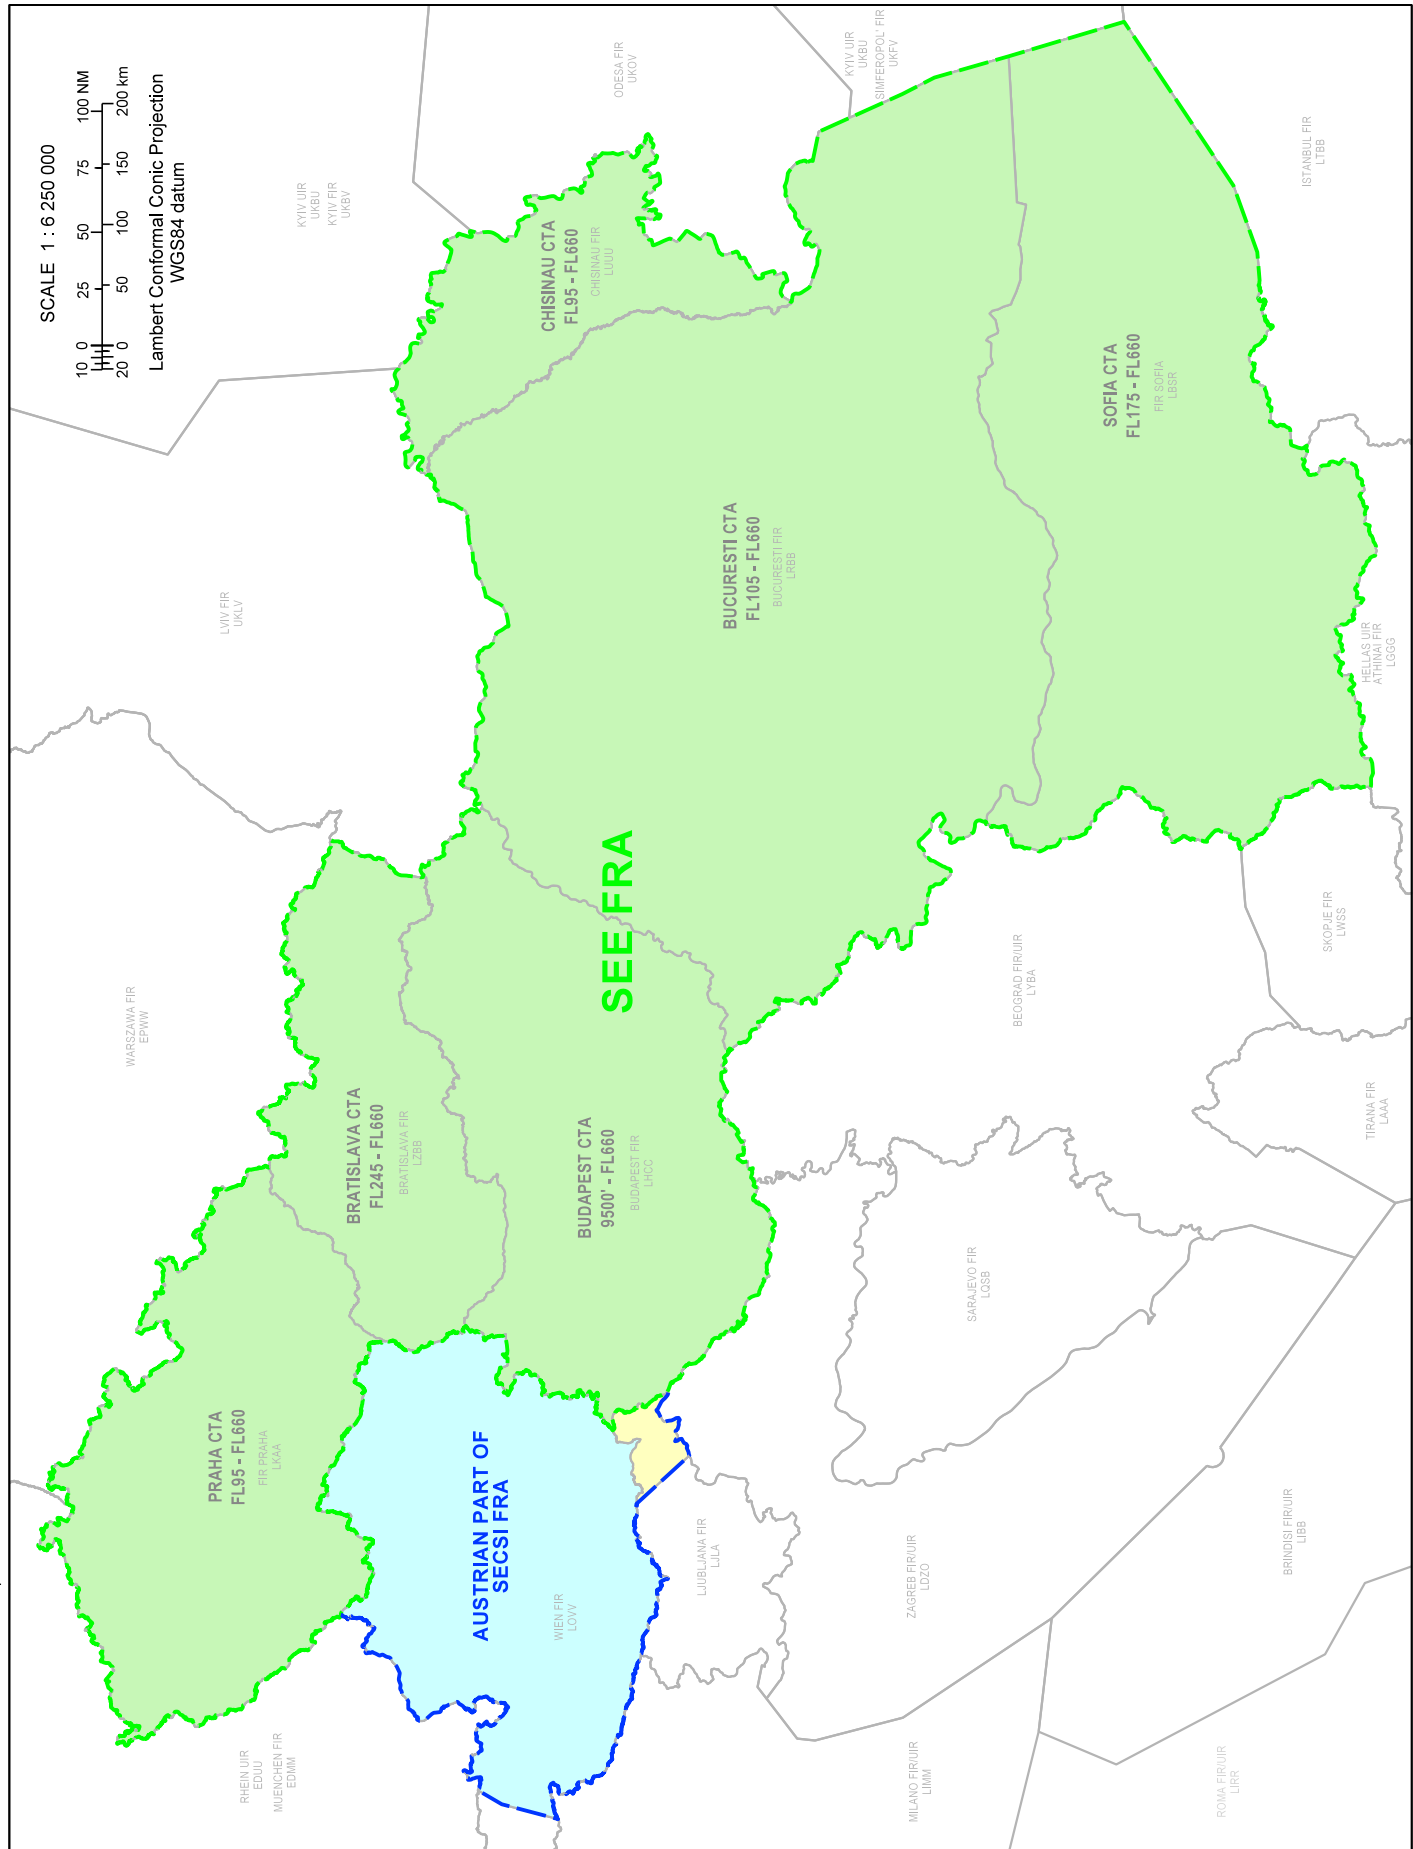 SCALE 1 : 6 250 000
10 0 25 50 75 100 NM
20 0 50 100 150 200 km
Lambert Conformal Conic Projection
WGS84 datum
WARSZAWA FIR
EPWW
LVIV FIR
UKLV
KYIV UIR
UKBU
KYIV FIR
UKBV
ODESA FIR
UKOV
KYIV UIR
UKBU
SIMFEROPOL' FIR
UKFV
PRAHA CTA
FL95 - FL660
FIR PRAHA
LKAA
RHEIN UIR
EDUU
MUENCHEN FIR
EDMM
BRATISLAVA CTA
FL245 - FL660
BRATISLAVA FIR
LZBB
CHISINAU CTA
FL95 - FL660
CHISINAU FIR
LUUU
AUSTRIAN PART OF
SECSI FRA
WIEN FIR
LOVV
BUDAPEST CTA
9500' - FL660
BUDAPEST FIR
LHCC
SEE FRA
BUCURESTI CTA
FL105 - FL660
BUCURESTI FIR
LRBB
LJUBLJANA FIR
LJLA
ZAGREB FIR/UIR
LDZO
MILANO FIR/UIR
LIMM
SARAJEVO FIR
LQSB
BEOGRAD FIR/UIR
LYBA
SOFIA CTA
FL175 - FL660
FIR SOFIA
LBSR
ROMA FIR/UIR
LIRR
BRINDISI FIR/UIR
LIBB
TIRANA FIR
LAAA
SKOPJE FIR
LWSS
HELLAS UIR
ATHINAI FIR
LGGG
ISTANBUL FIR
LTBB